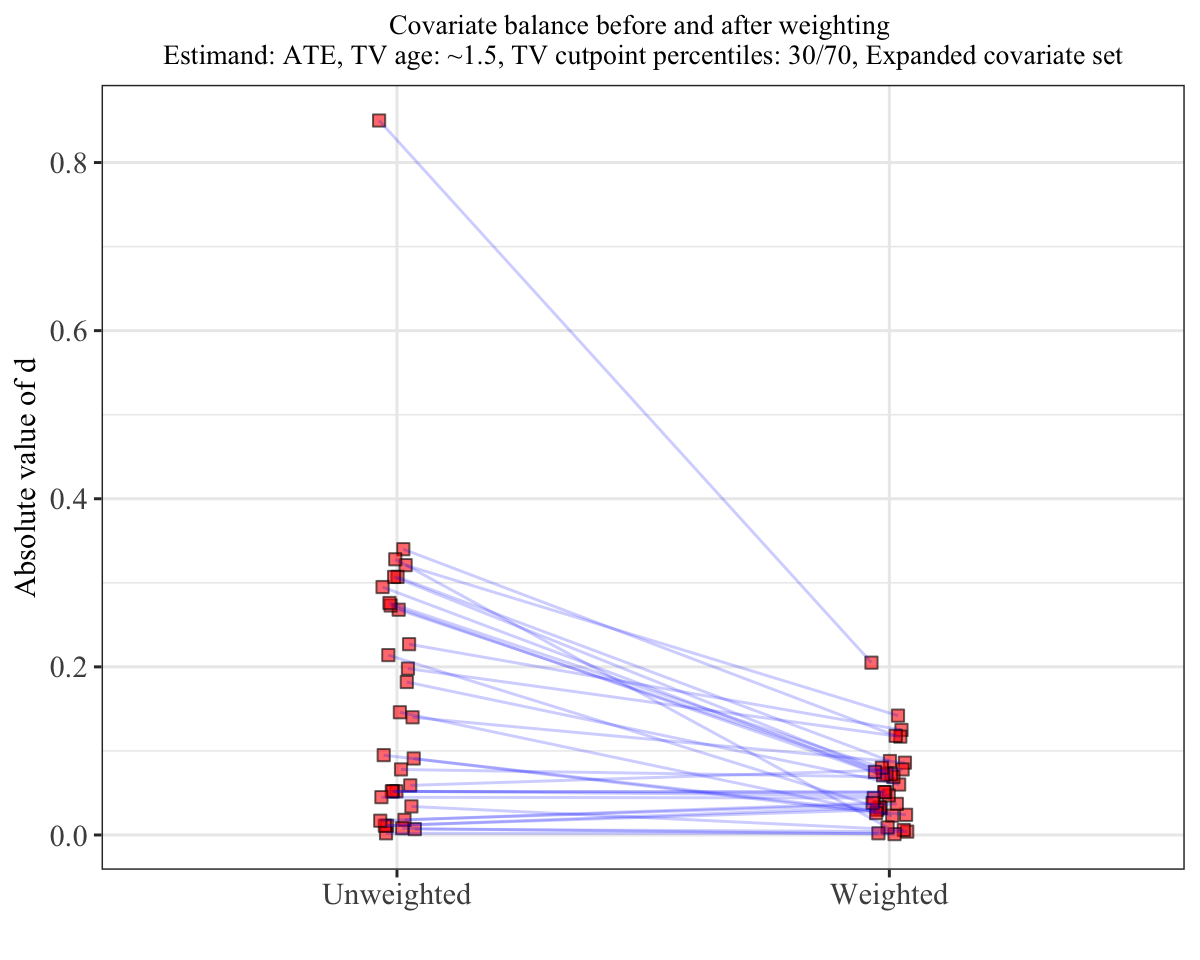 Covariate balance before and after weighting
Estimand: ATE, TV age: ~1.5, TV cutpoint percentiles: 30/70, Expanded covariate set
Absolute value of d
0.8
0.6
0.4
0.2
0.0
Unweighted
Weighted